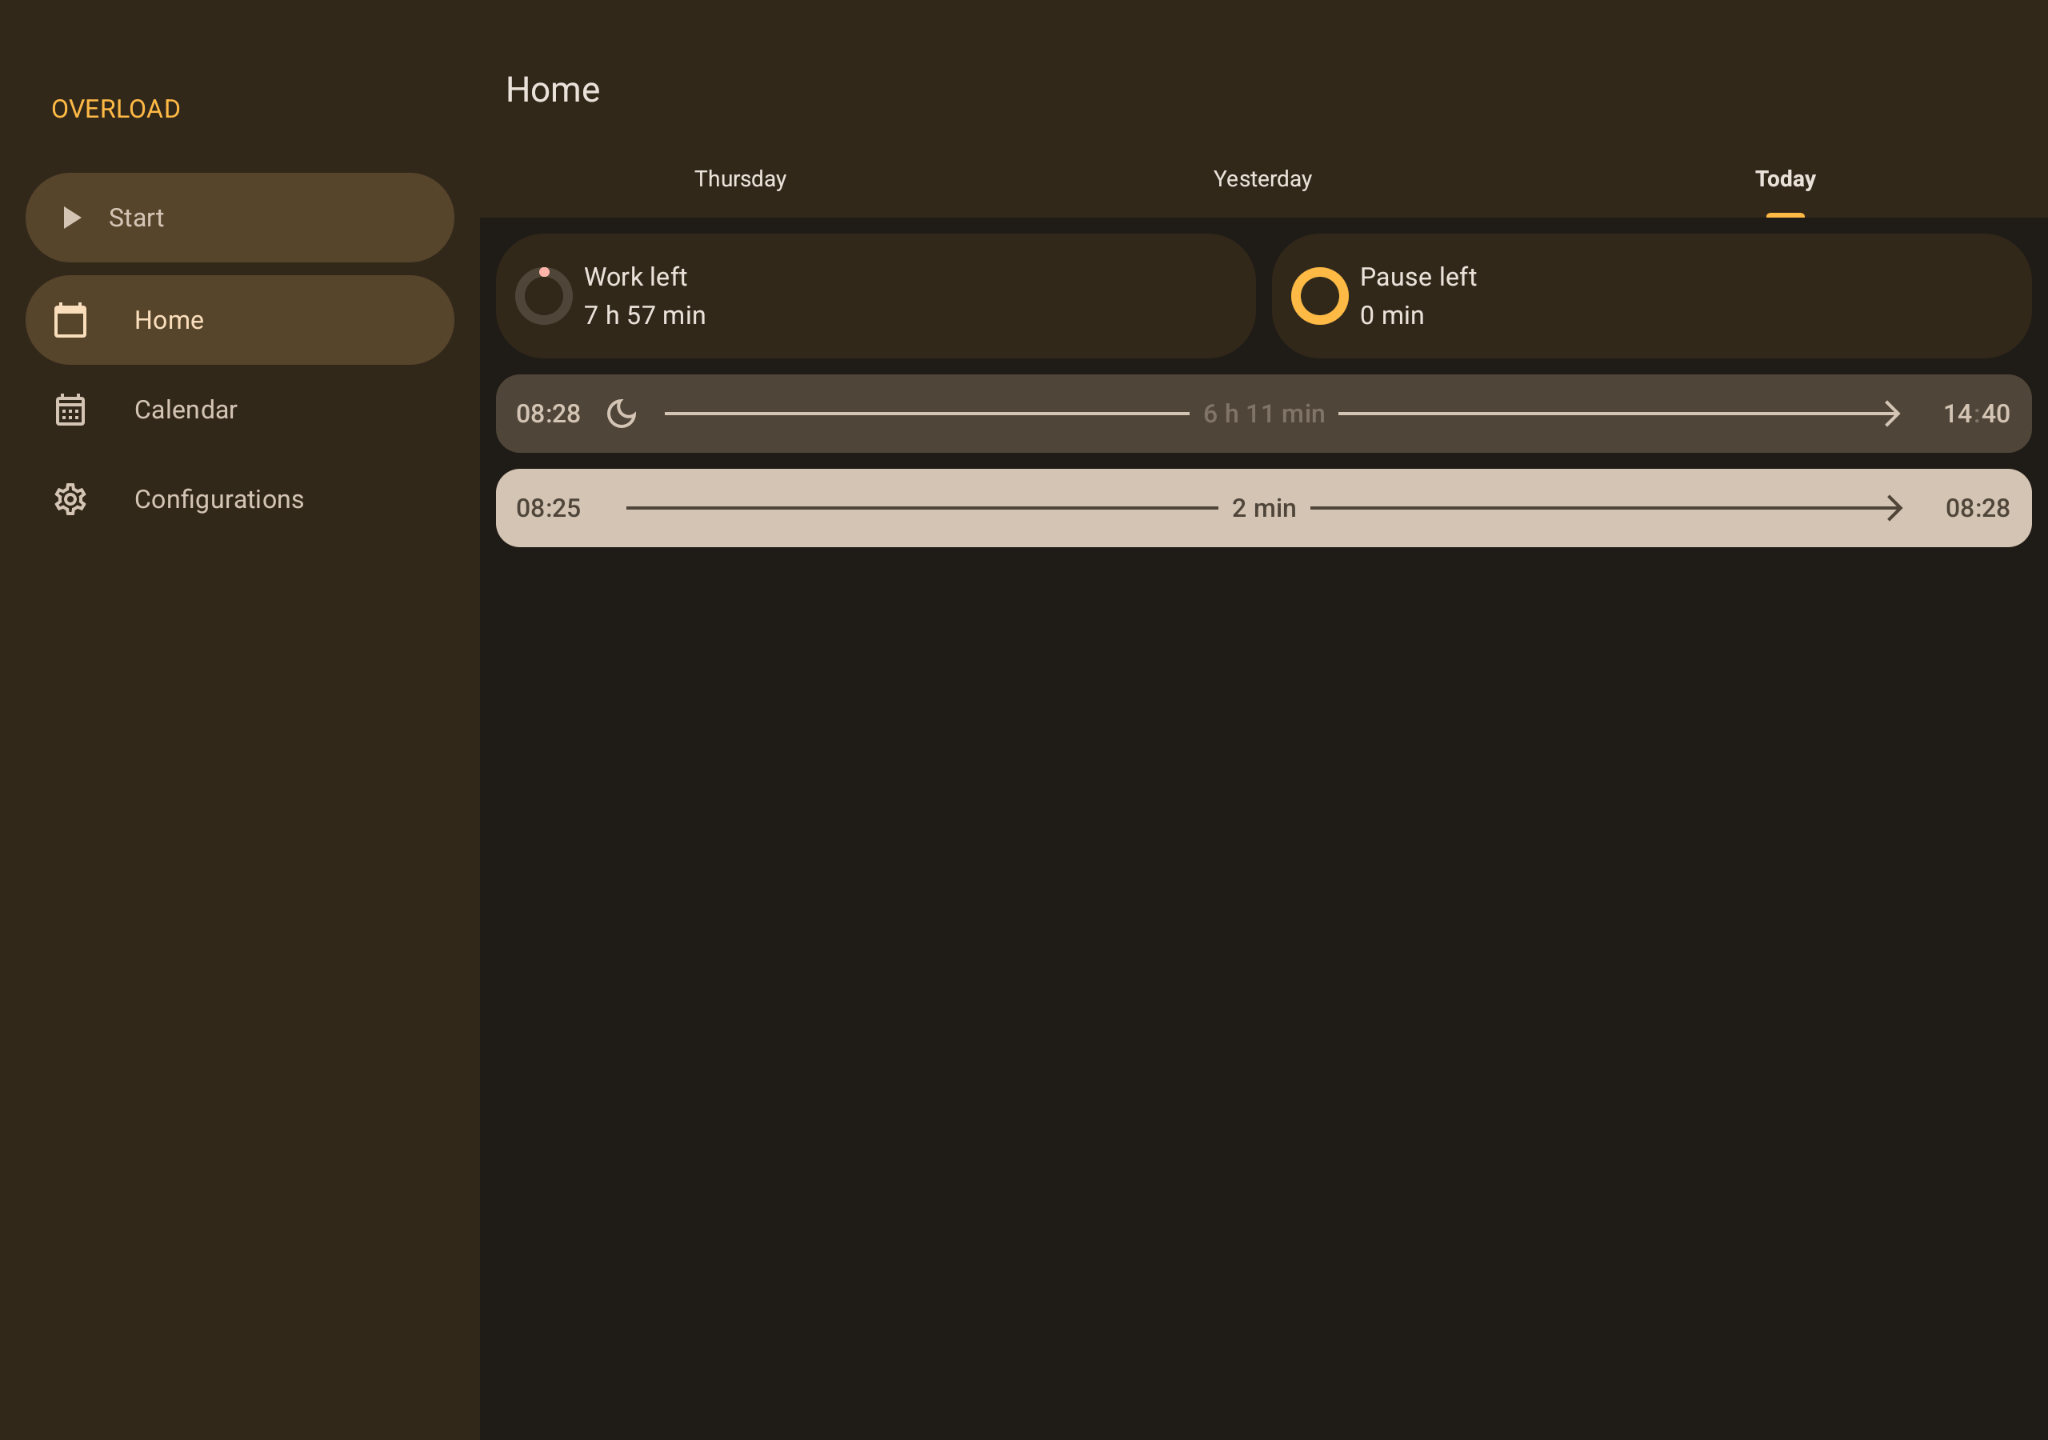 OVERLOAD
Start
Home
Calendar
Configurations
Home
Thursday Yesterday Today
Work left
7 h 57 min
Pause left
0 min
08:28 6 h 11 min 14:40
08:25 2 min 08:28